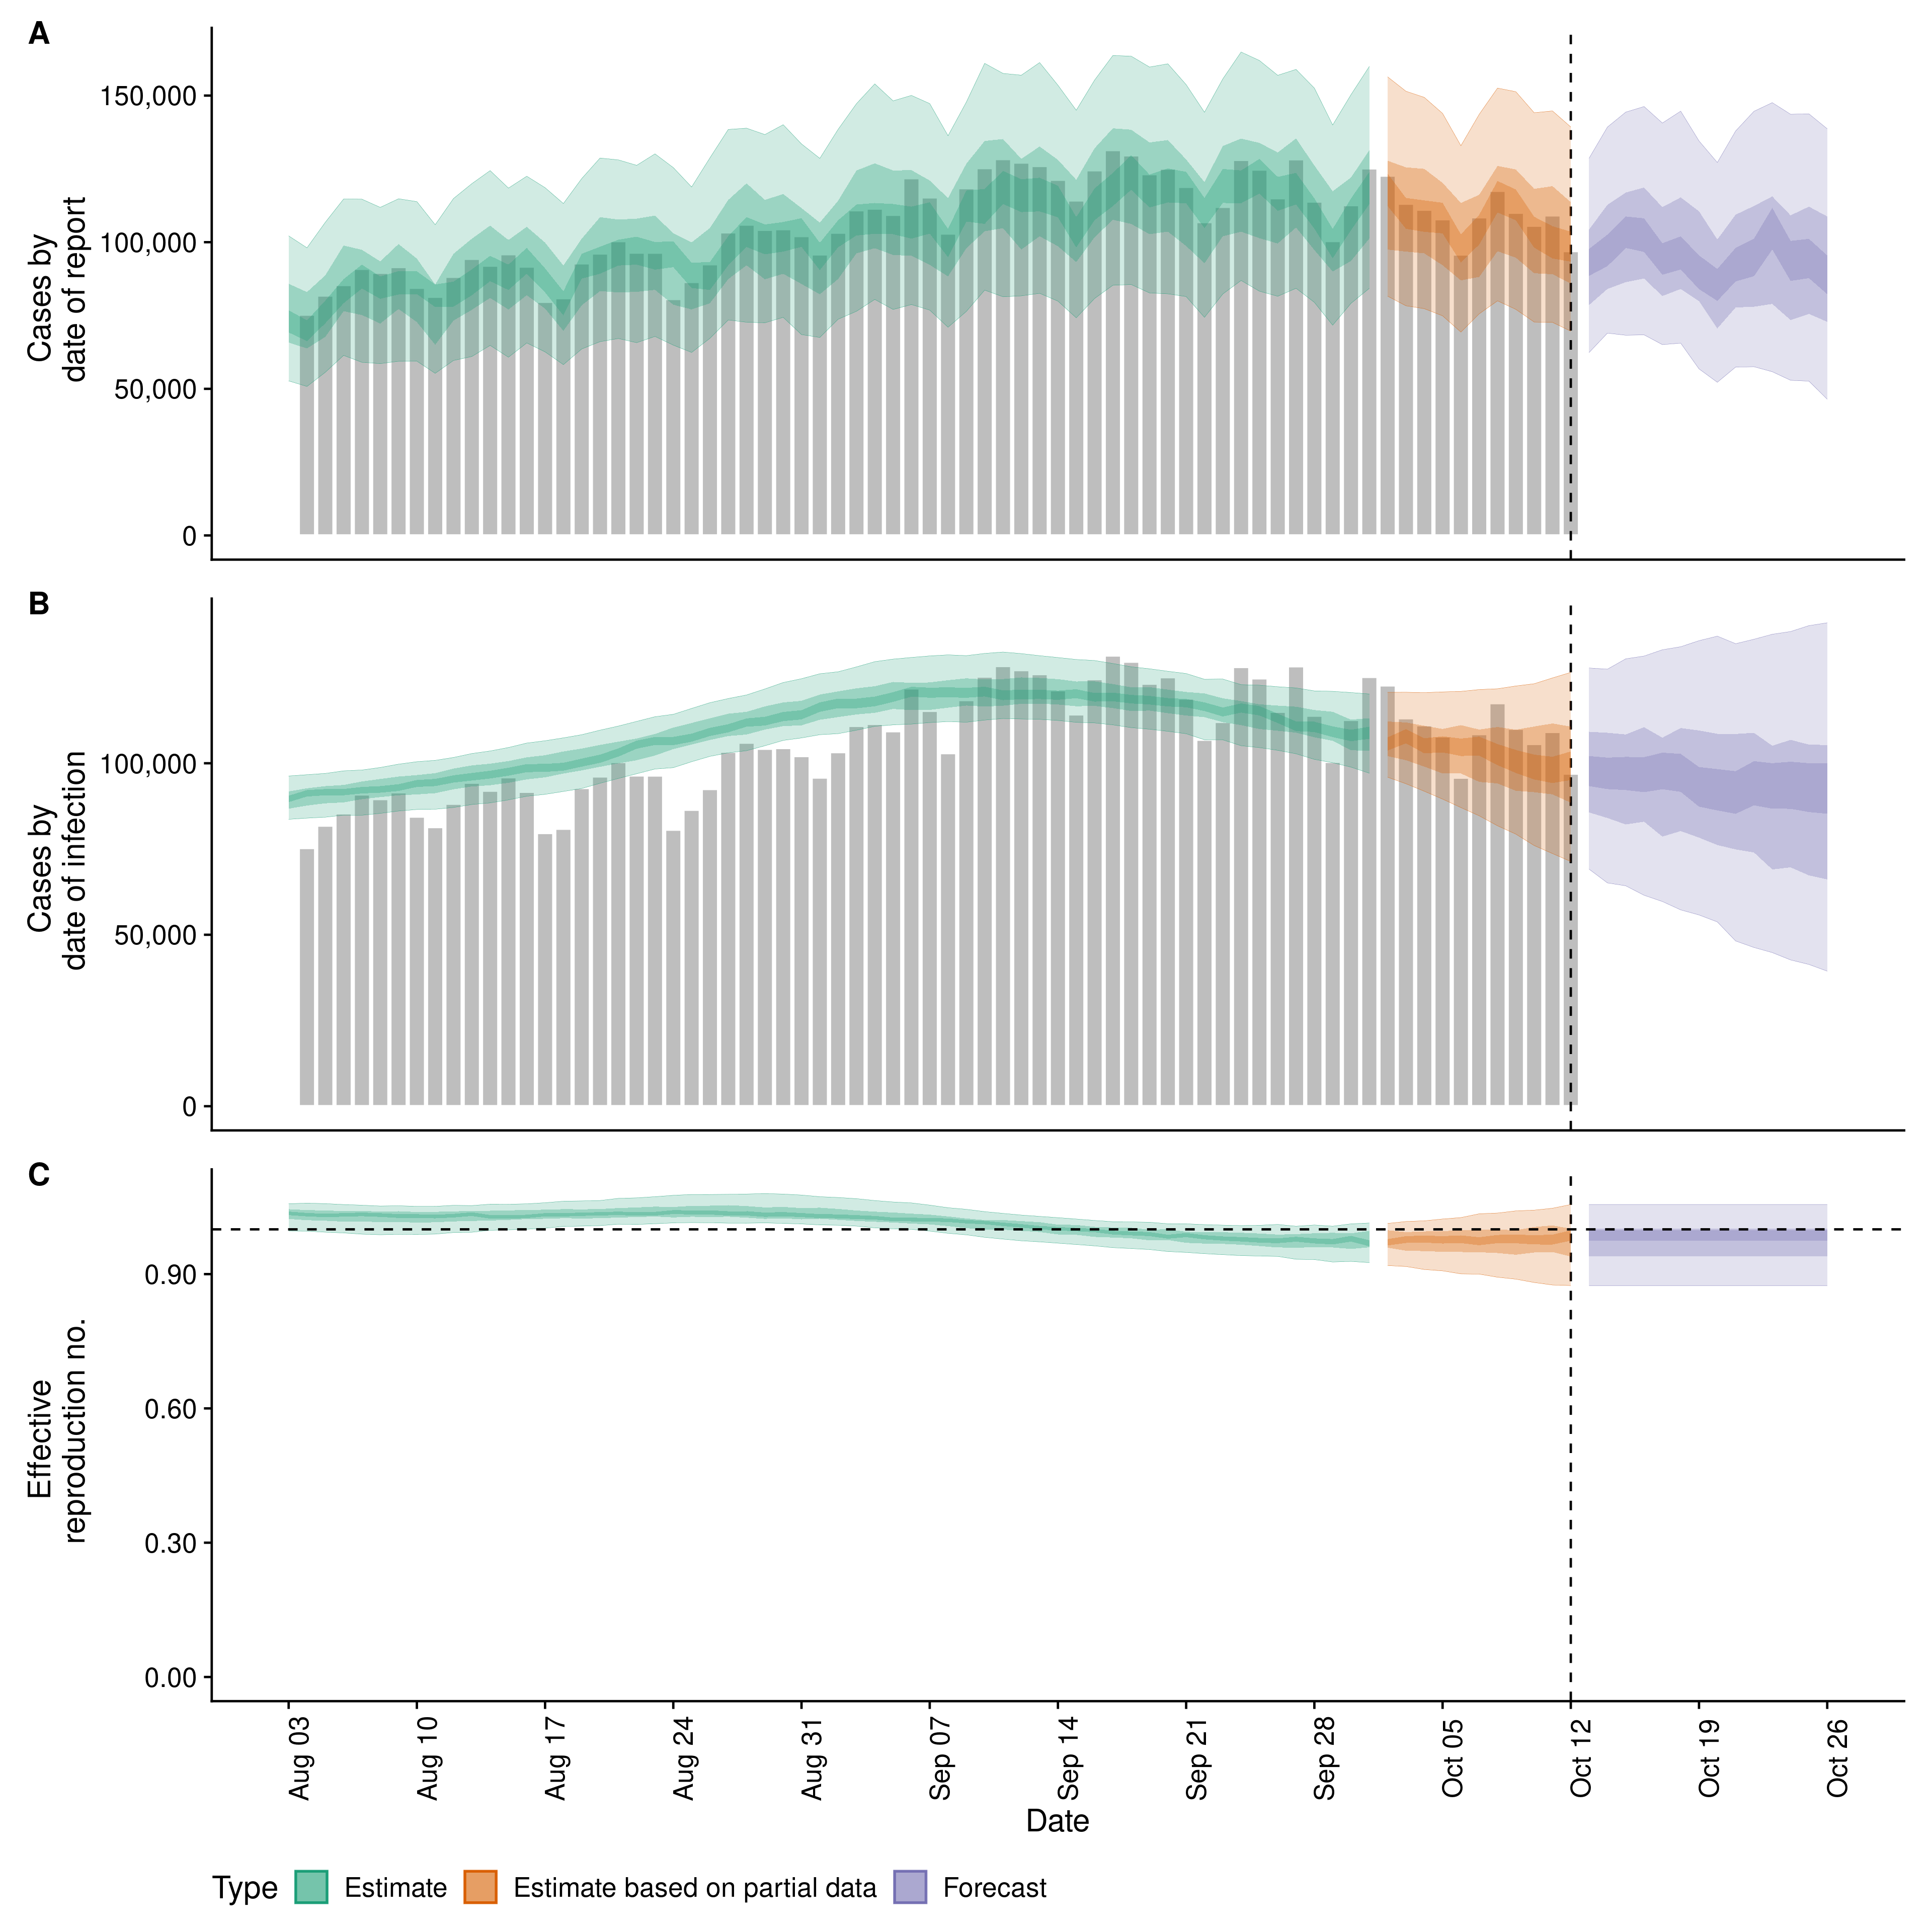 A
Cases by
date of report
150,000
100,000
50,000
0
B
Cases by
date of infection
100,000
50,000
0
C
Effective
reproduction no.
0.90
0.60
0.30
0.00
Aug 03
Aug 10
Aug 17
Aug 24
Aug 31
Sep 07
Sep 14
Sep 21
Sep 28
Oct 05
Oct 12
Oct 19
Oct 26
Date
Type Estimate Estimate based on partial data Forecast